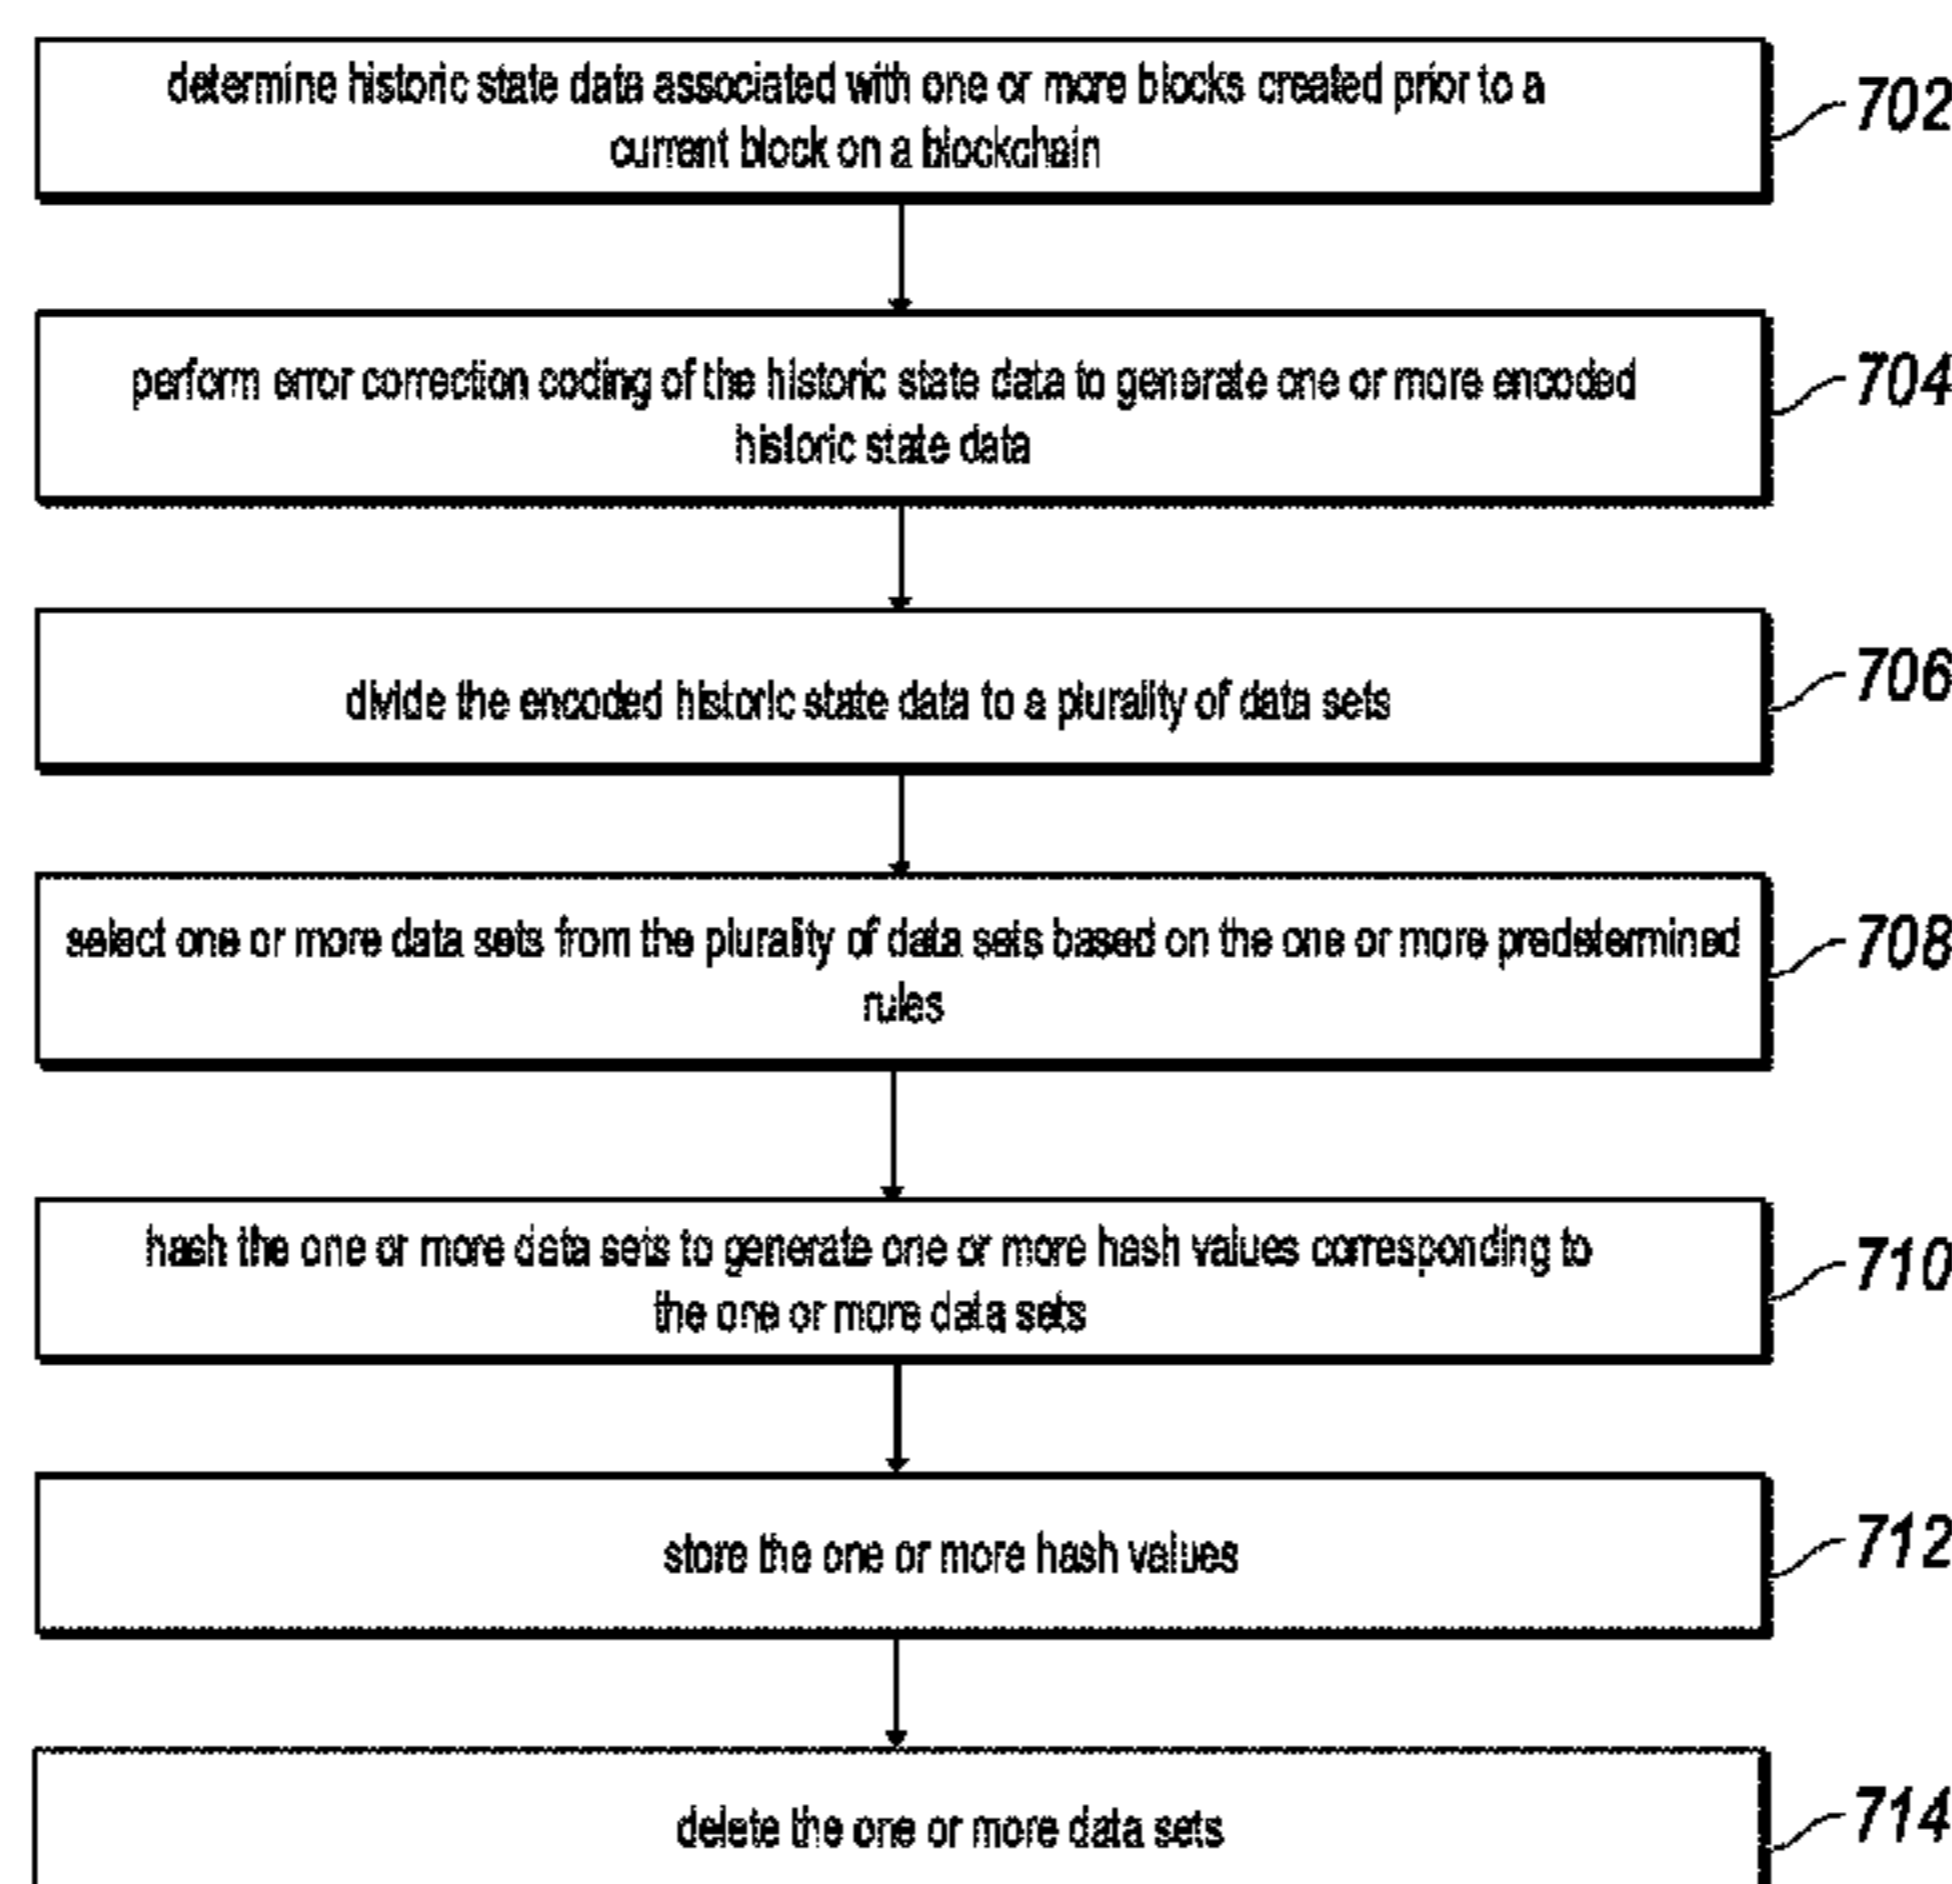 determine historic state data associated with one or more blocks created prior to a
current block on a blockchain
702
perform error correction coding of the historic state data to generate one or more encoded
historic state data
704
divide the encoded historic state data to a plurality of data sets
706
select one or more data sets from the plurality of data sets based on the one or more predetermined
rules
708
hash the one or more data sets to generate one or more hash values corresponding to
the one or more data sets
710
store the one or more hash values
712
delete the one or more data sets
714